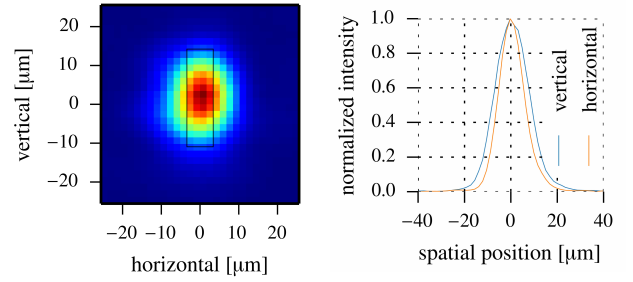 20
10
0
−10
−20
vertical [µm]
−20 −10 0 10 20
horizontal [µm]
1.0
0.8
0.6
0.4
0.2
0.0
normalized intensity
vertical
horizontal
−40 −20 0 20 40
spatial position [µm]